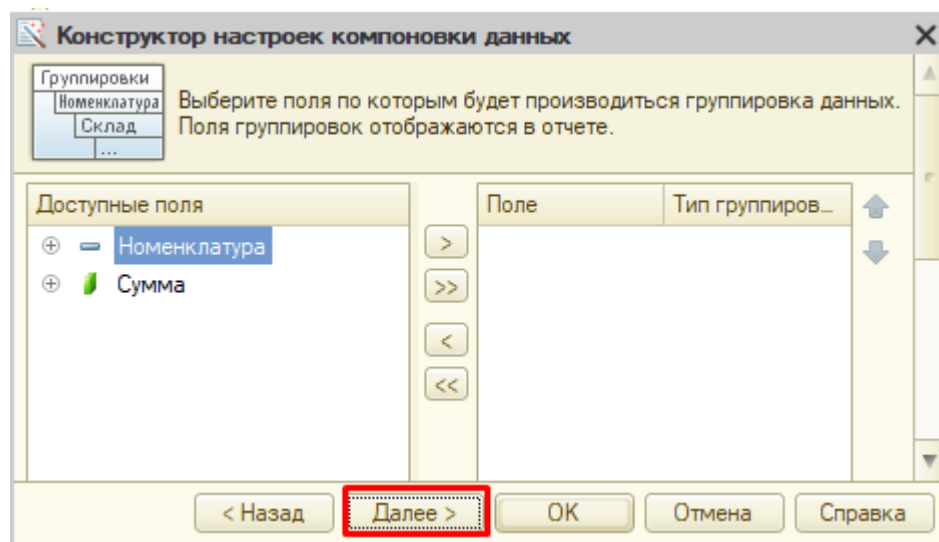 Конструктор настроек компоновки данных
Группировки
Номенклатура
Склад
...
Выберите поля по которым будет производиться группировка данных.
Поля группировок отображаются в отчете.
Доступные поля
Поле
Тип группиров...
Номенклатура
>
Сумма
>>
<
<<
< Назад
Далее >
OK
Отмена
Справка